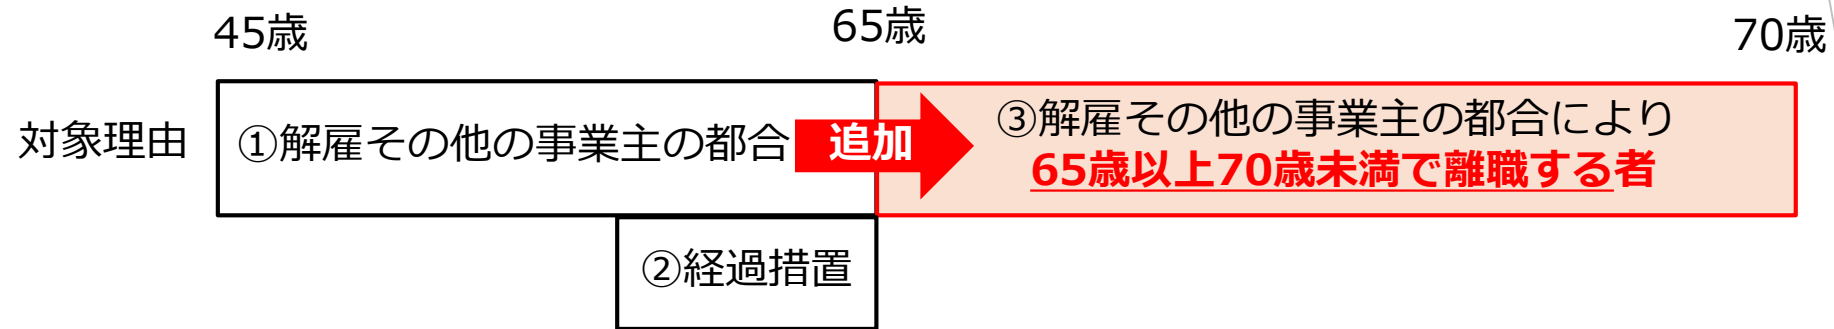 45歳
65歳
70歳
対象理由
①解雇その他の事業主の都合
追加
③解雇その他の事業主の都合により
65歳以上70歳未満で離職する者
②経過措置